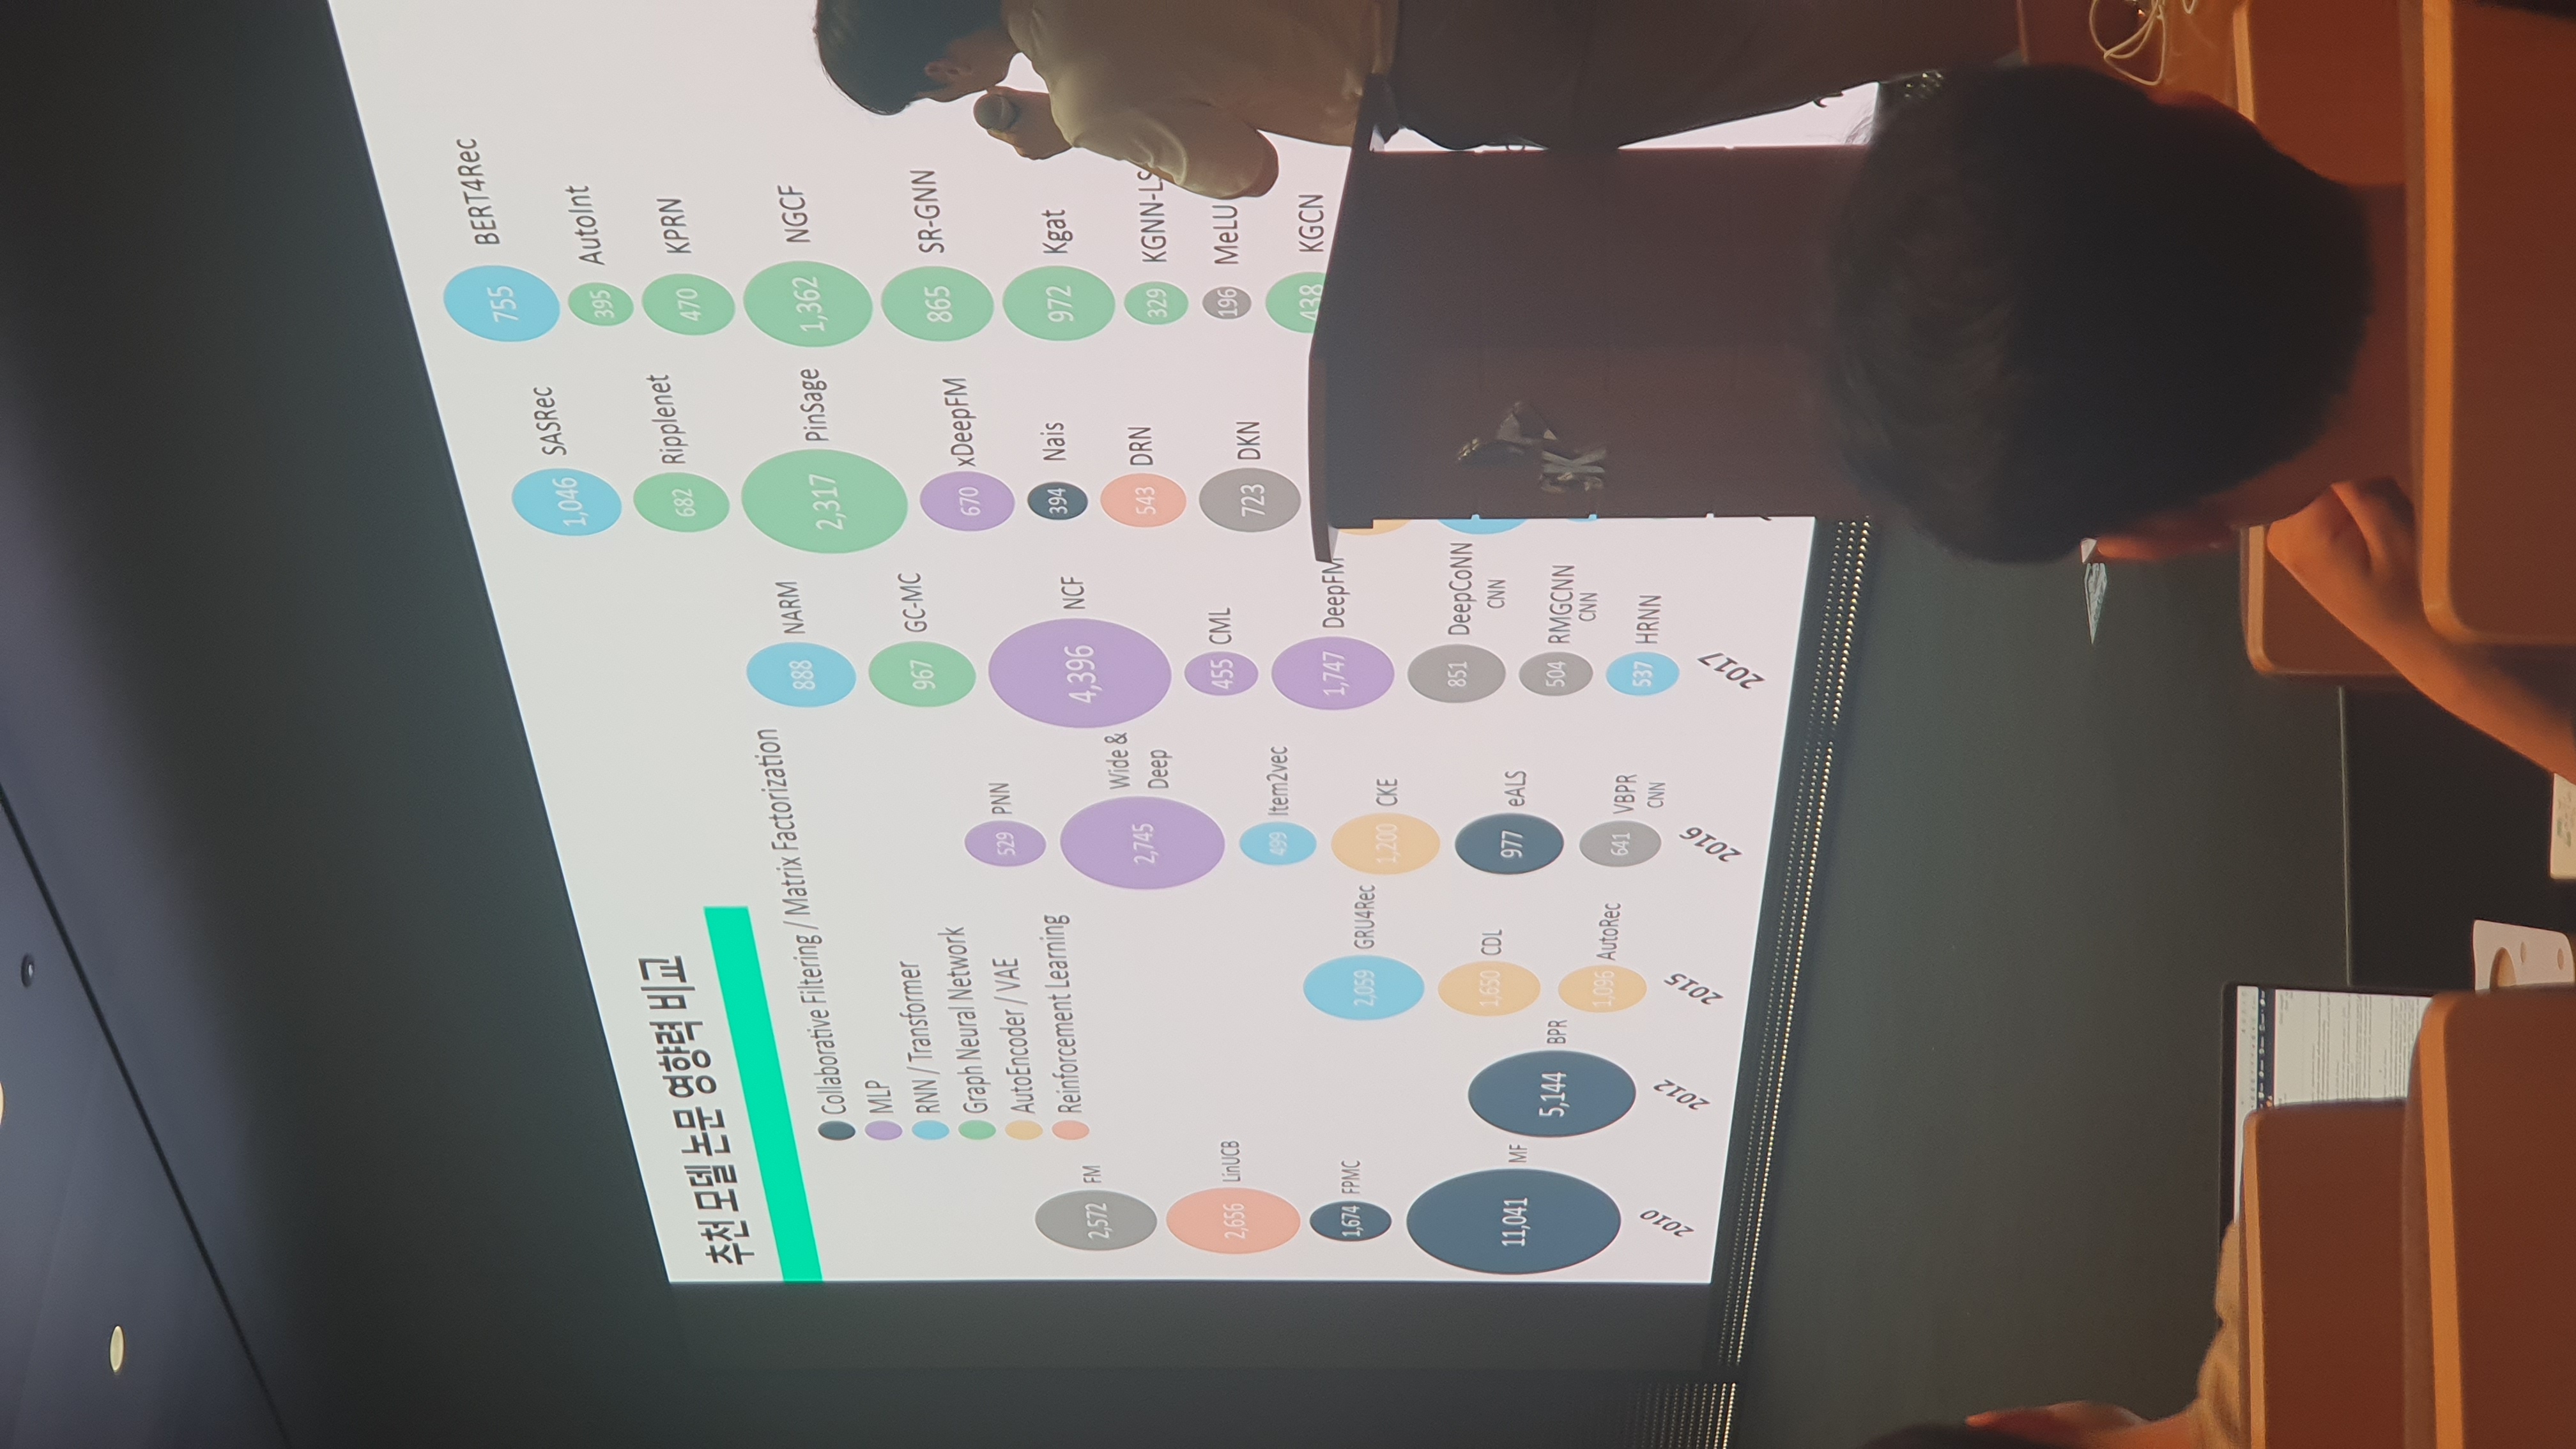 추천 모델 논문 영향력 비교
Collaborative Filtering / Matrix Factorization
MLP
RNN / Transformer
Graph Neural Network
AutoEncoder / VAE
Reinforcement Learning
2,572 FM
2,656 LinUCB
1,674 FPMC
11,041 MF
2010
5,144 BPR
2012
2,059 GRU4Rec
1,650 CDL
1,096 AutoRec
2015
529 PNN
2,745 Wide &
Deep
499 Item2vec
1,200 CKE
977 eALS
641 VBPR
CNN
2016
888 NARM
967 GC-MC
4,396 NCF
455 CML
1,747 DeepFM
851 DeepCoNN
CNN
504 RMGCNN
CNN
537 HRNN
2017
1,046 SASRec
682 Ripplenet
2,317 PinSage
670 xDeepFM
394 Nais
543 DRN
723 DKN
755 BERT4Rec
395 AutoInt
470 KPRN
1,362 NGCF
865 SR-GNN
972 Kgat
329 KGNN-LS
196 MeLU
438 KGCN